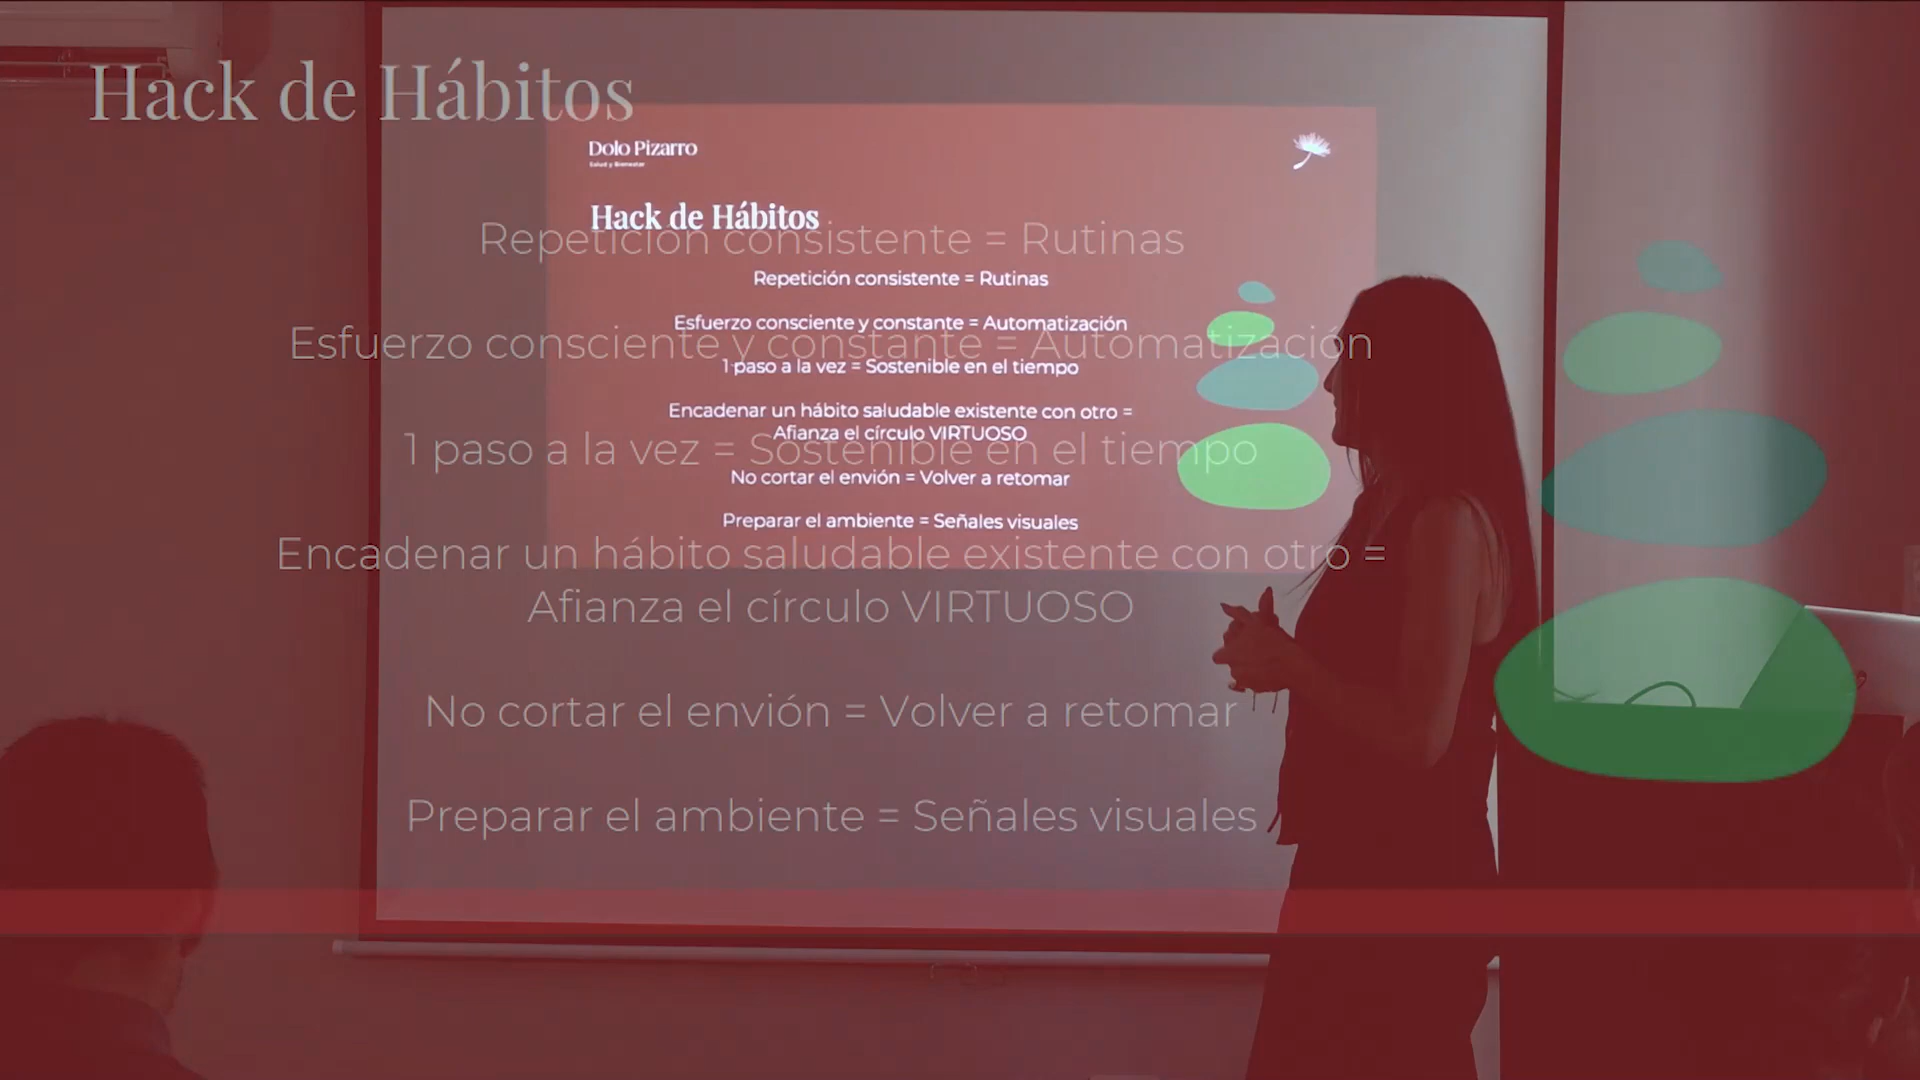 Hack de Hábitos
Dolo Pizarro
Salud y Bienestar
Hack de Hábitos
Repetición consistente = Rutinas
Esfuerzo consciente y constante = Automatización
1 paso a la vez = Sostenible en el tiempo
Encadenar un hábito saludable existente con otro =
Afianza el círculo VIRTUOSO
No cortar el envión = Volver a retomar
Preparar el ambiente = Señales visuales
Repetición consistente = Rutinas
Esfuerzo consciente y constante = Automatización
1 paso a la vez = Sostenible en el tiempo
Encadenar un hábito saludable existente con otro =
Afianza el círculo VIRTUOSO
No cortar el envión = Volver a retomar
Preparar el ambiente = Señales visuales